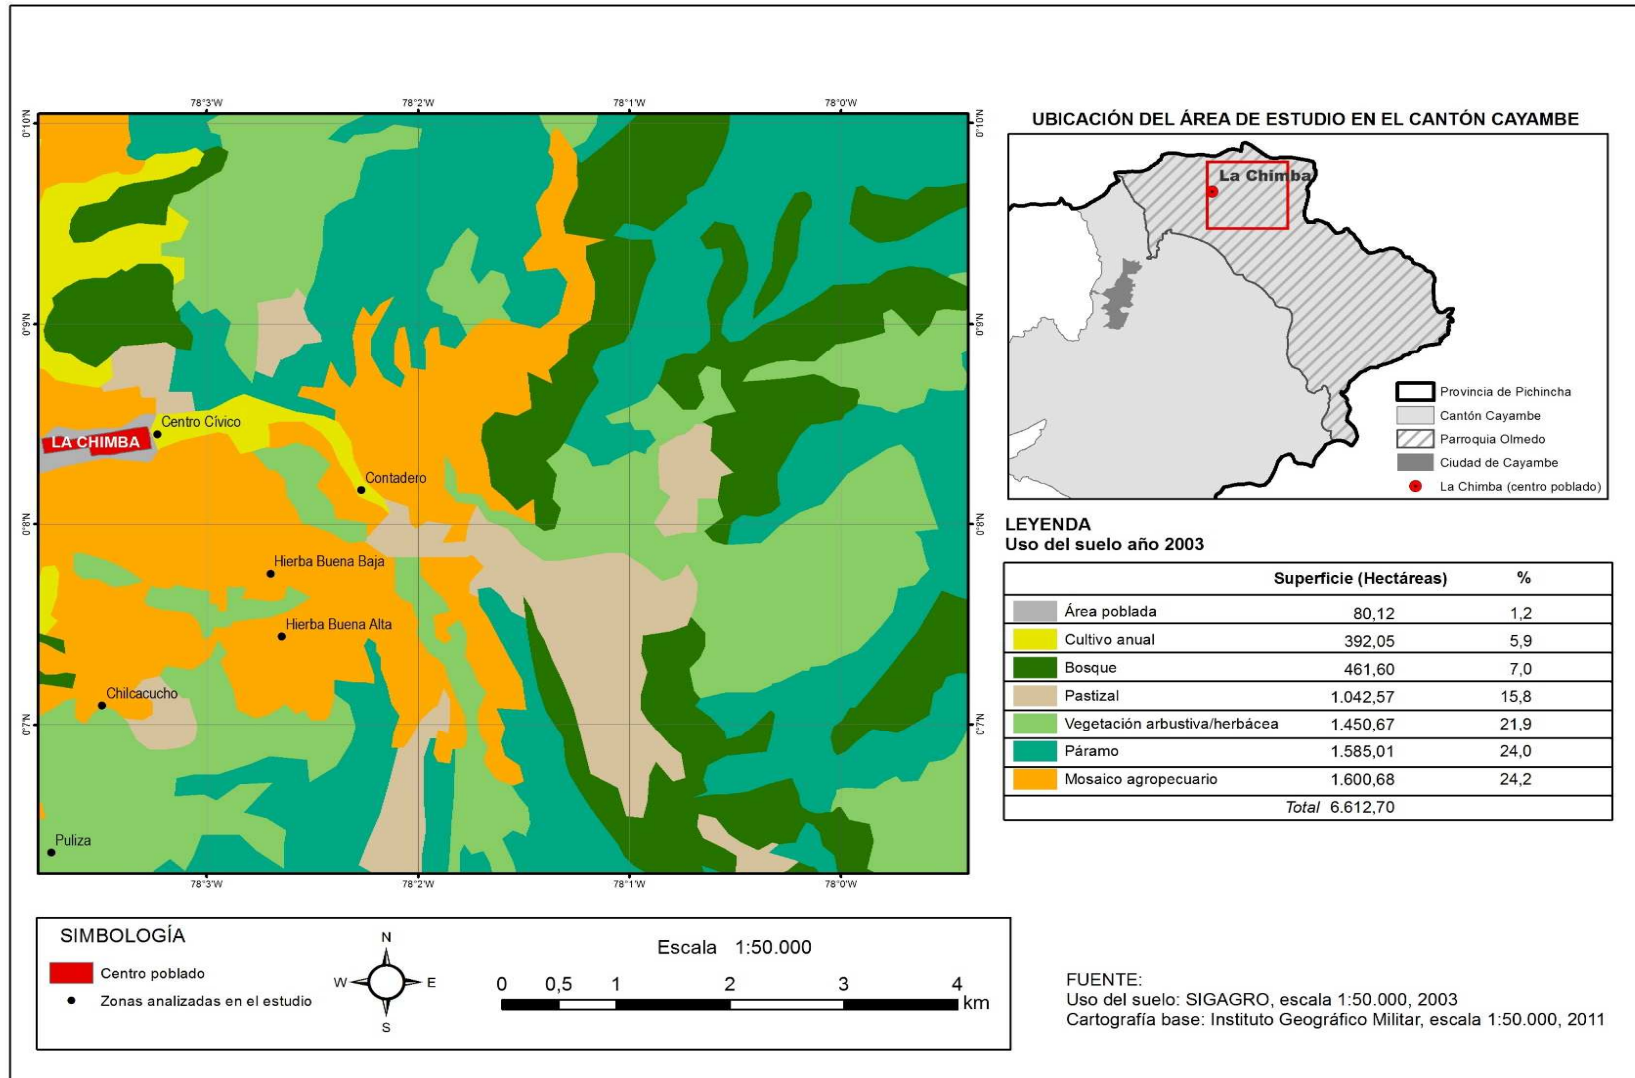 78°3'W
78°2'W
78°1'W
78°0'W
0°10'N
0°10'N
0°9'N
0°9'N
Centro Cívico
LA CHIMBA
Contadero
0°8'N
0°8'N
Hierba Buena Baja
Hierba Buena Alta
Chilcacucho
0°7'N
0°7'N
Puliza
78°3'W
78°2'W
78°1'W
78°0'W
UBICACIÓN DEL ÁREA DE ESTUDIO EN EL CANTÓN CAYAMBE
La Chimba
Provincia de Pichincha
Cantón Cayambe
Parroquia Olmedo
Ciudad de Cayambe
La Chimba (centro poblado)
LEYENDA
Uso del suelo año 2003
Superficie (Hectáreas) %
Área poblada 80,12 1,2
Cultivo anual 392,05 5,9
Bosque 461,60 7,0
Pastizal 1.042,57 15,8
Vegetación arbustiva/herbácea 1.450,67 21,9
Páramo 1.585,01 24,0
Mosaico agropecuario 1.600,68 24,2
Total 6.612,70
SIMBOLOGÍA
Centro poblado
Zonas analizadas en el estudio
N
W E
S
Escala 1:50.000
0 0,5 1 2 3 4
km
FUENTE:
Uso del suelo: SIGAGRO, escala 1:50.000, 2003
Cartografía base: Instituto Geográfico Militar, escala 1:50.000, 2011